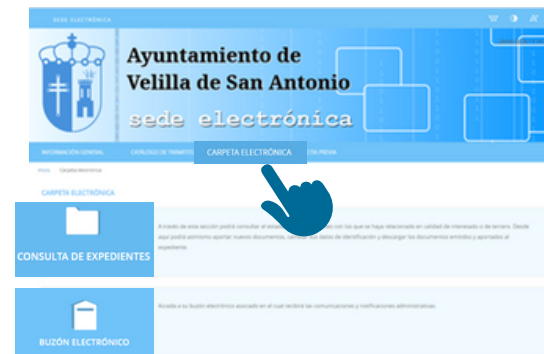 SEDE ELECTRÓNICA
Ayuntamiento de
Velilla de San Antonio
sede electrónica
INFORMACIÓN GENERAL CATÁLOGO DE TRÁMITES CARPETA ELECTRÓNICA CITA PREVIA
Inicio Carpeta electrónica
CARPETA ELECTRÓNICA
CONSULTA DE EXPEDIENTES
A través de esta sección podrá consultar el estado con los que se haya relacionado en calidad de interesado o de tercero. Desde
aquí podrá asimismo aportar nuevos documentos, sus datos de identificación y descargar los documentos emitidos y aportados al
expediente.
BUZÓN ELECTRÓNICO
Acceda a su buzón electrónico asociado en el cual recibirá las comunicaciones y notificaciones administrativas.